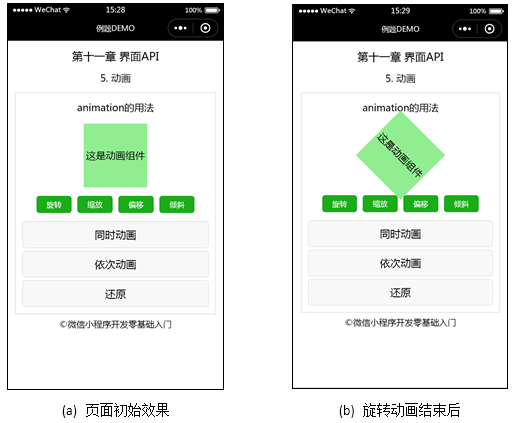 ●●●●● WeChat 15:28 100%
例题DEMO
第十一章 界面API
5. 动画
animation的用法
这是动画组件
旋转 缩放 偏移 倾斜
同时动画
依次动画
还原
©微信小程序开发零基础入门
(a) 页面初始效果
●●●●● WeChat 15:29 100%
例题DEMO
第十一章 界面API
5. 动画
animation的用法
这是动画组件
旋转 缩放 偏移 倾斜
同时动画
依次动画
还原
©微信小程序开发零基础入门
(b) 旋转动画结束后